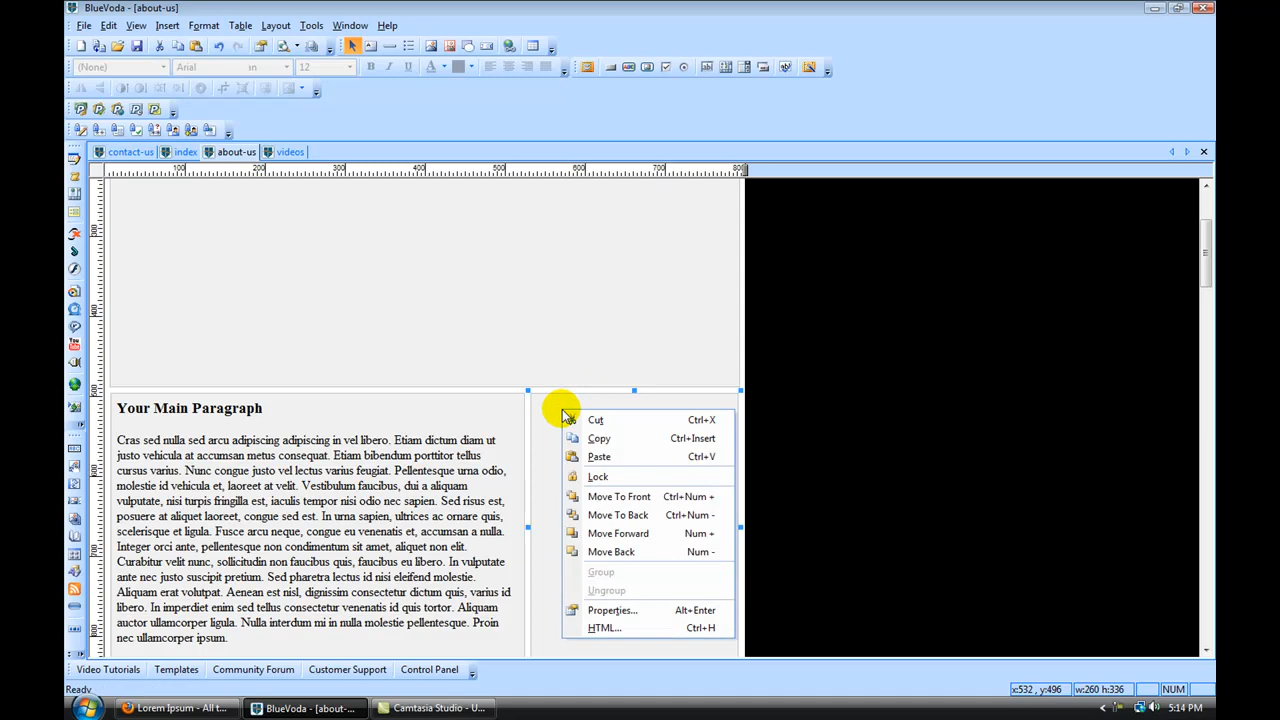 BlueVoda - [about-us]
File Edit View Insert Format Table Layout Tools Window Help
(None) Arial 12
contact-us index about-us videos
100 200 300 400 500 600 700 800
300
400
500
600
700
800
Your Main Paragraph
Cras sed nulla sed arcu adipiscing adipiscing in vel libero. Etiam dictum diam ut
justo vehicula at accumsan metus consequat. Etiam bibendum porttitor tellus
cursus varius. Nunc congue justo vel lectus varius feugiat. Pellentesque urna odio,
molestie id vehicula et, laoreet congue sed est. Vestibulum faucibus, dui a aliquam
vulputate, nisi turpis fringilla est, iaculis tempor nisi sapien. Sed risus est,
posuere at aliquet laoreet, congue sed est. In urna sapien, ultrices ac ornare quis,
scelerisque et ligula. Fusce arcu neque, congue eu venenatis et, accumsan a nulla.
Integer orci ante, pellentesque non condimentum sit amet, aliquet non elit.
Curabitur velit nunc, sollicitudin non faucibus quis, faucibus eu libero. In vulputate
ante nec justo suscipit pretium. Sed pharetra lectus id nisi eleifend molestie.
Aliquam erat volutpat. Aenean est nisl, dignissim consectetur dictum quis, varius id
libero. In imperdiet enim sed tellus consectetur venenatis id quis tortor. Aliquam
auctor ullamcorper ligula. Nulla interdum mi in nulla molestie pellentesque. Proin
nec ullamcorper ipsum.
Cut Ctrl+X
Copy Ctrl+Insert
Paste Ctrl+V
Lock
Move To Front Ctrl+Num +
Move To Back Ctrl+Num -
Move Forward Num +
Move Back Num -
Group
Ungroup
Properties... Alt+Enter
HTML... Ctrl+H
Video Tutorials Templates Community Forum Customer Support Control Panel
Ready x:532 , y:496 w:260 h:336 NUM
Lorem Ipsum - All t... BlueVoda - [about-... Camtasia Studio - U... 5:14 PM